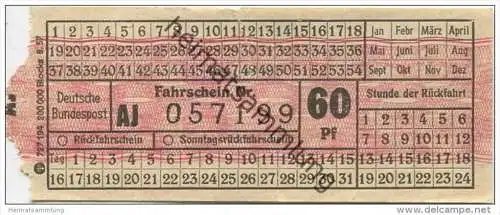 1 2 3 4 5 6 7 8 9 10 11 12 13 14 15 16 17 18 Jan Febr März April
19 20 21 22 23 24 25 26 27 28 29 30 31 32 33 34 35 36 Mai Juni Juli Aug
37 38 39 40 41 42 43 44 45 46 47 48 49 50 51 52 53 54 Sept Okt Nov Dez
Deutsche Bundespost
AJ
Fahrschein Nr.
057199
60 Pf
Stunde der Rückfahrt
1 2 3 4 5 6
7 8 9 10 11 12
Rückfahrschein Sonntagsrückfahrschein
13 14 15 16 17 18
Tag 1 2 3 4 5 6 7 8 9 10 11 12 13 14 15
16 17 18 19 20 21 22 23 24 25 26 27 28 29 30 31
19 20 21 22 23 24
heimatsammlung
Heimatsammlung
delcampe.net